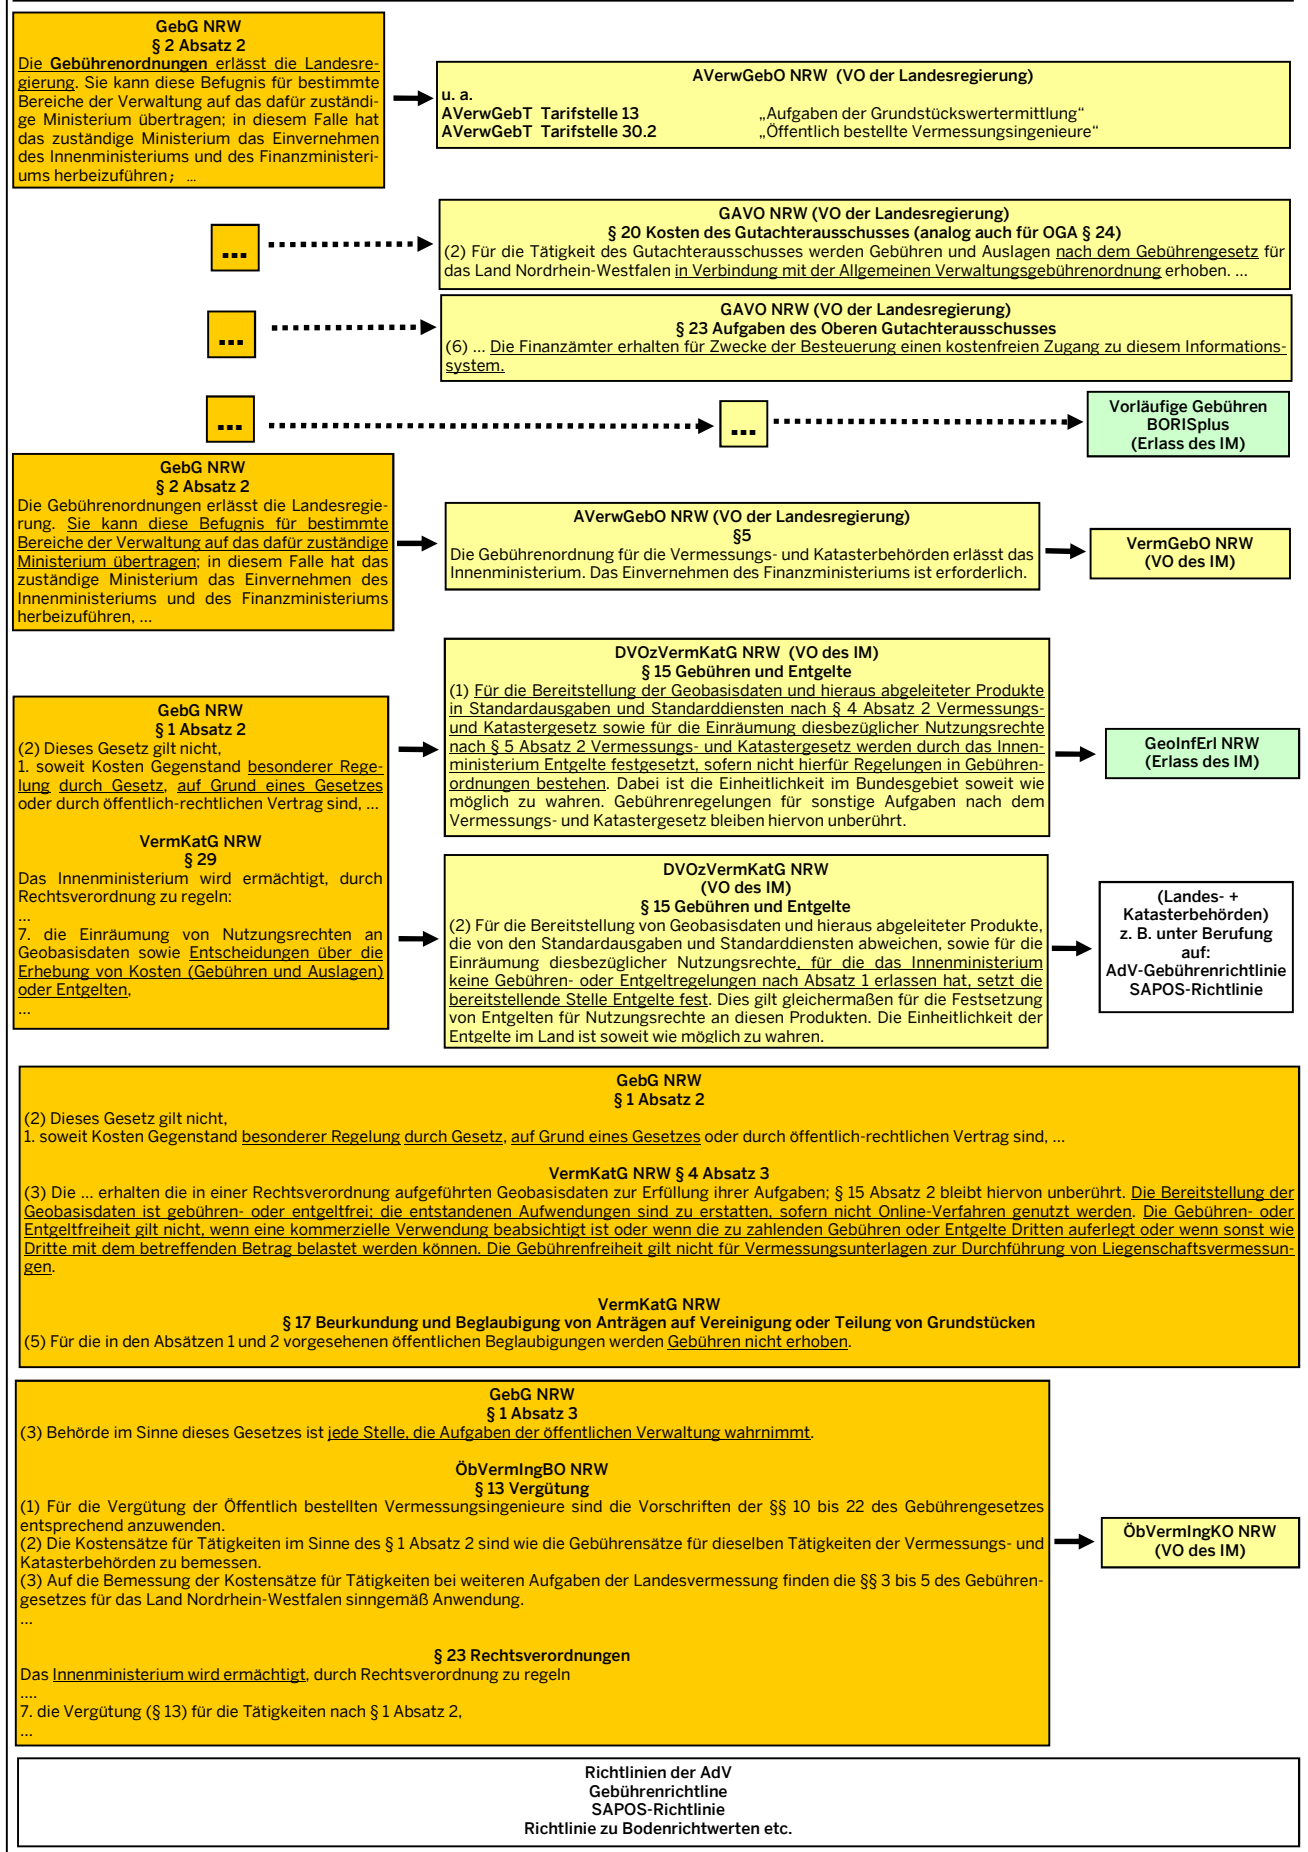 GebG NRW
§ 2 Absatz 2
Die Gebührenordnungen erlässt die Landesre-
gierung. Sie kann diese Befugnis für bestimmte
Bereiche der Verwaltung auf das dafür zuständi-
ge Ministerium übertragen; in diesem Falle hat
das zuständige Ministerium das Einvernehmen
des Innenministeriums und des Finanzministeri-
ums herbeizuführen; ...
AVerwGebO NRW (VO der Landesregierung)
u. a.
AVerwGebT Tarifstelle 13 „Aufgaben der Grundstückswertermittlung“
AVerwGebT Tarifstelle 30.2 „Öffentlich bestellte Vermessungsingenieure“
...
GAVO NRW (VO der Landesregierung)
§ 20 Kosten des Gutachterausschusses (analog auch für OGA § 24)
(2) Für die Tätigkeit des Gutachterausschusses werden Gebühren und Auslagen nach dem Gebührengesetz für
das Land Nordrhein-Westfalen in Verbindung mit der Allgemeinen Verwaltungsgebührenordnung erhoben. ...
...
GAVO NRW (VO der Landesregierung)
§ 23 Aufgaben des Oberen Gutachterausschusses
(6) ... Die Finanzämter erhalten für Zwecke der Besteuerung einen kostenfreien Zugang zu diesem Informations-
system.
...
...
Vorläufige Gebühren
BORISplus
(Erlass des IM)
GebG NRW
§ 2 Absatz 2
Die Gebührenordnungen erlässt die Landesregie-
rung. Sie kann diese Befugnis für bestimmte
Bereiche der Verwaltung auf das dafür zuständige
Ministerium übertragen; in diesem Falle hat das
zuständige Ministerium das Einvernehmen des
Innenministeriums und des Finanzministeriums
herbeizuführen, ...
AVerwGebO NRW (VO der Landesregierung)
§5
Die Gebührenordnung für die Vermessungs- und Katasterbehörden erlässt das
Innenministerium. Das Einvernehmen des Finanzministeriums ist erforderlich.
VermGebO NRW
(VO des IM)
GebG NRW
§ 1 Absatz 2
(2) Dieses Gesetz gilt nicht,
1. soweit Kosten Gegenstand besonderer Rege-
lung durch Gesetz, auf Grund eines Gesetzes
oder durch öffentlich-rechtlichen Vertrag sind, ...
VermKatG NRW
§ 29
Das Innenministerium wird ermächtigt, durch
Rechtsverordnung zu regeln:
...
7. die Einräumung von Nutzungsrechten an
Geobasisdaten sowie Entscheidungen über die
Erhebung von Kosten (Gebühren und Auslagen)
oder Entgelten,
...
DVOzVermKatG NRW (VO des IM)
§ 15 Gebühren und Entgelte
(1) Für die Bereitstellung der Geobasisdaten und hieraus abgeleiteter Produkte
in Standardausgaben und Standarddiensten nach § 4 Absatz 2 Vermessungs-
und Katastergesetz sowie für die Einräumung diesbezüglicher Nutzungsrechte
nach § 5 Absatz 2 Vermessungs- und Katastergesetz werden durch das Innen-
ministerium Entgelte festgesetzt, sofern nicht hierfür Regelungen in Gebühren-
ordnungen bestehen. Dabei ist die Einheitlichkeit im Bundesgebiet soweit wie
möglich zu wahren. Gebührenregelungen für sonstige Aufgaben nach dem
Vermessungs- und Katastergesetz bleiben hiervon unberührt.
GeoInfErl NRW
(Erlass des IM)
DVOzVermKatG NRW
(VO des IM)
§ 15 Gebühren und Entgelte
(2) Für die Bereitstellung von Geobasisdaten und hieraus abgeleiteter Produkte,
die von den Standardausgaben und Standarddiensten abweichen, sowie für die
Einräumung diesbezüglicher Nutzungsrechte, für die das Innenministerium
keine Gebühren- oder Entgeltregelungen nach Absatz 1 erlassen hat, setzt die
bereitstellende Stelle Entgelte fest. Dies gilt gleichermaßen für die Festsetzung
von Entgelten für Nutzungsrechte an diesen Produkten. Die Einheitlichkeit der
Entgelte im Land ist soweit wie möglich zu wahren.
(Landes- +
Katasterbehörden)
z. B. unter Berufung
auf:
AdV-Gebührenrichtlinie
SAPOS-Richtlinie
GebG NRW
§ 1 Absatz 2
(2) Dieses Gesetz gilt nicht,
1. soweit Kosten Gegenstand besonderer Regelung durch Gesetz, auf Grund eines Gesetzes oder durch öffentlich-rechtlichen Vertrag sind, ...
VermKatG NRW § 4 Absatz 3
(3) Die ... erhalten die in einer Rechtsverordnung aufgeführten Geobasisdaten zur Erfüllung ihrer Aufgaben; § 15 Absatz 2 bleibt hiervon unberührt. Die Bereitstellung der
Geobasisdaten ist gebühren- oder entgeltfrei; die entstandenen Aufwendungen sind zu erstatten, sofern nicht Online-Verfahren genutzt werden. Die Gebühren- oder
Entgeltfreiheit gilt nicht, wenn eine kommerzielle Verwendung beabsichtigt ist oder wenn die zu zahlenden Gebühren oder Entgelte Dritten auferlegt oder wenn sonst wie
Dritte mit dem betreffenden Betrag belastet werden können. Die Gebührenfreiheit gilt nicht für Vermessungsunterlagen zur Durchführung von Liegenschaftsvermessun-
gen.
VermKatG NRW
§ 17 Beurkundung und Beglaubigung von Anträgen auf Vereinigung oder Teilung von Grundstücken
(5) Für die in den Absätzen 1 und 2 vorgesehenen öffentlichen Beglaubigungen werden Gebühren nicht erhoben.
GebG NRW
§ 1 Absatz 3
(3) Behörde im Sinne dieses Gesetzes ist jede Stelle, die Aufgaben der öffentlichen Verwaltung wahrnimmt.
ÖbVermIngBO NRW
§ 13 Vergütung
(1) Für die Vergütung der Öffentlich bestellten Vermessungsingenieure sind die Vorschriften der §§ 10 bis 22 des Gebührengesetzes
entsprechend anzuwenden.
(2) Die Kostensätze für Tätigkeiten im Sinne des § 1 Absatz 2 sind wie die Gebührensätze für dieselben Tätigkeiten der Vermessungs- und
Katasterbehörden zu bemessen.
(3) Auf die Bemessung der Kostensätze für Tätigkeiten bei weiteren Aufgaben der Landesvermessung finden die §§ 3 bis 5 des Gebühren-
gesetzes für das Land Nordrhein-Westfalen sinngemäß Anwendung.
...
§ 23 Rechtsverordnungen
Das Innenministerium wird ermächtigt, durch Rechtsverordnung zu regeln
....
7. die Vergütung (§ 13) für die Tätigkeiten nach § 1 Absatz 2,
...
ÖbVermIngKO NRW
(VO des IM)
Richtlinien der AdV
Gebührenrichtline
SAPOS-Richtlinie
Richtlinie zu Bodenrichtwerten etc.